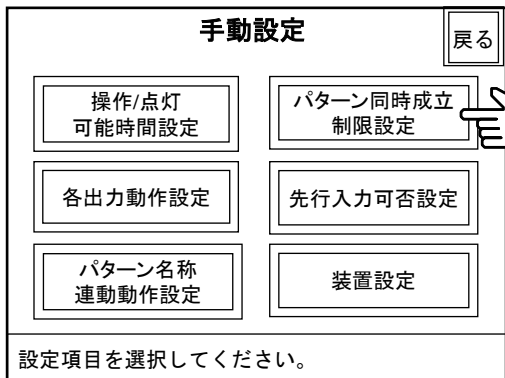 手動設定
戻る
操作/点灯
可能時間設定
パターン同時成立
制限設定
各出力動作設定
先行入力可否設定
パターン名称
連動動作設定
装置設定
設定項目を選択してください。